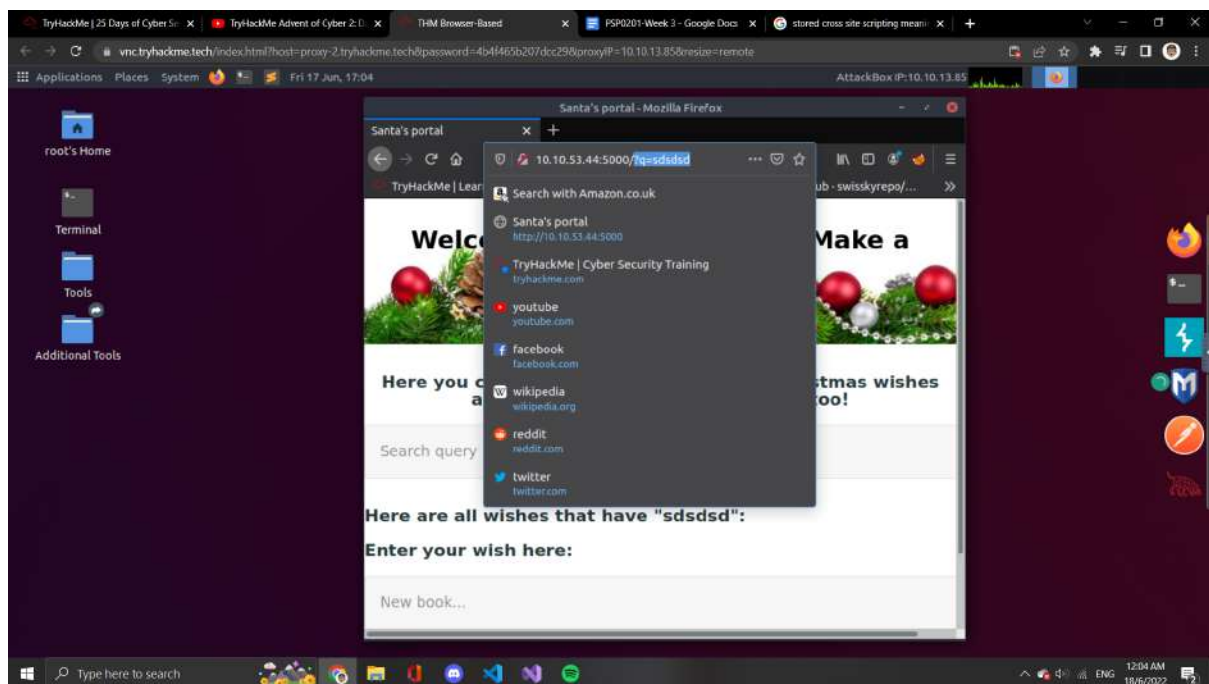 TryHackMe | 25 Days of Cyber Se
TryHackMe Advent of Cyber 2: D
THM Browser-Based
PSP0201-Week 3 - Google Docs
stored cross site scripting meani
vnc.tryhackme.tech/index.html?host=proxy-2.tryhackme.tech&password=4b4f465b207dcc29&proxyIP=10.10.13.85&resize=remote
Applications Places System Fri 17 Jun, 17:04 AttackBox IP:10.10.13.85
Santa's portal - Mozilla Firefox
root's Home
Terminal
Tools
Additional Tools
Santa's portal
10.10.53.44:5000/?q=sdsdsd
TryHackMe | Lear
ub - swisskyrepo/...
Search with Amazon.co.uk
Santa's portal
http://10.10.53.44:5000
TryHackMe | Cyber Security Training
tryhackme.com
youtube
youtube.com
facebook
facebook.com
wikipedia
wikipedia.org
reddit
reddit.com
twitter
twitter.com
Welc Make a
Here you c stmas wishes
a too!
Search query
Here are all wishes that have "sdsdsd":
Enter your wish here:
New book...
Type here to search
ENG
12:04 AM
18/6/2022